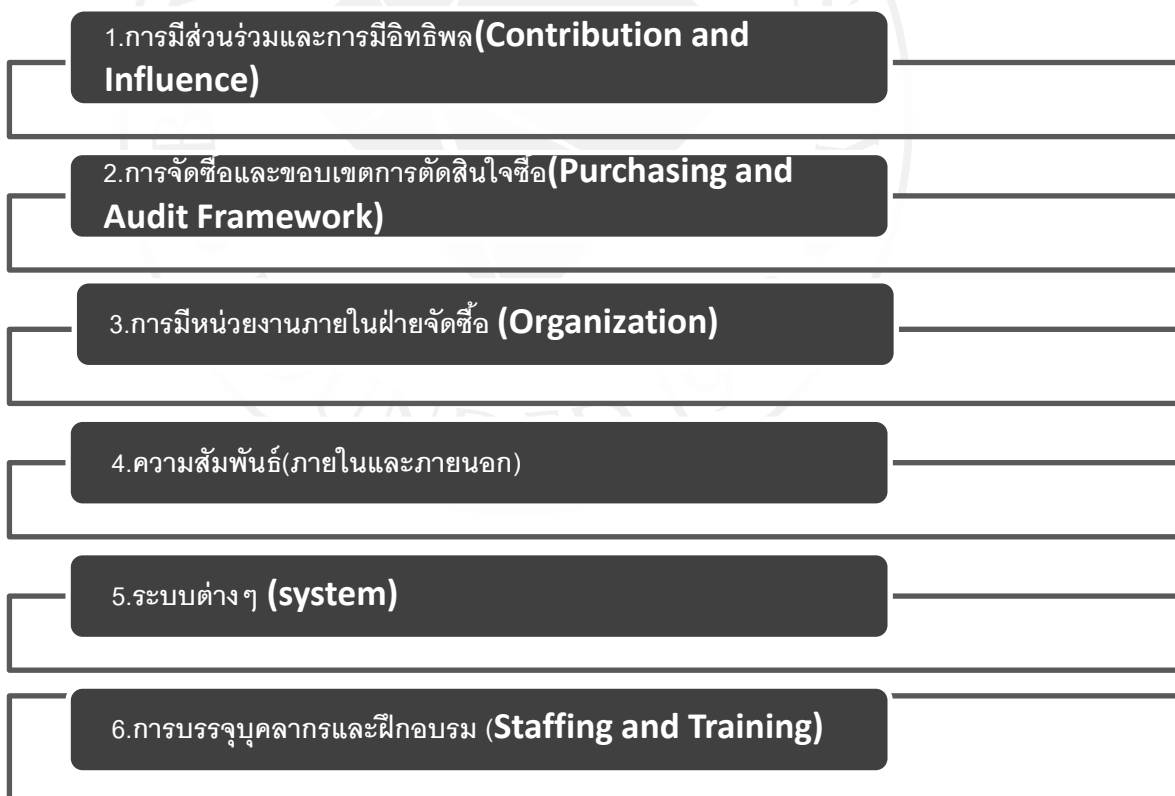 1.การมีส่วนร่วมและการมีอิทธิพล(Contribution and
Influence)
2.การจัดซื้อและขอบเขตการตัดสินใจซื้อ(Purchasing and
Audit Framework)
3.การมีหน่วยงานภายในฝ่ายจัดซื้อ (Organization)
4.ความสัมพันธ์(ภายในและภายนอก)
5.ระบบต่างๆ (system)
6.การบรรจุบุคลากรและฝึกอบรม (Staffing and Training)